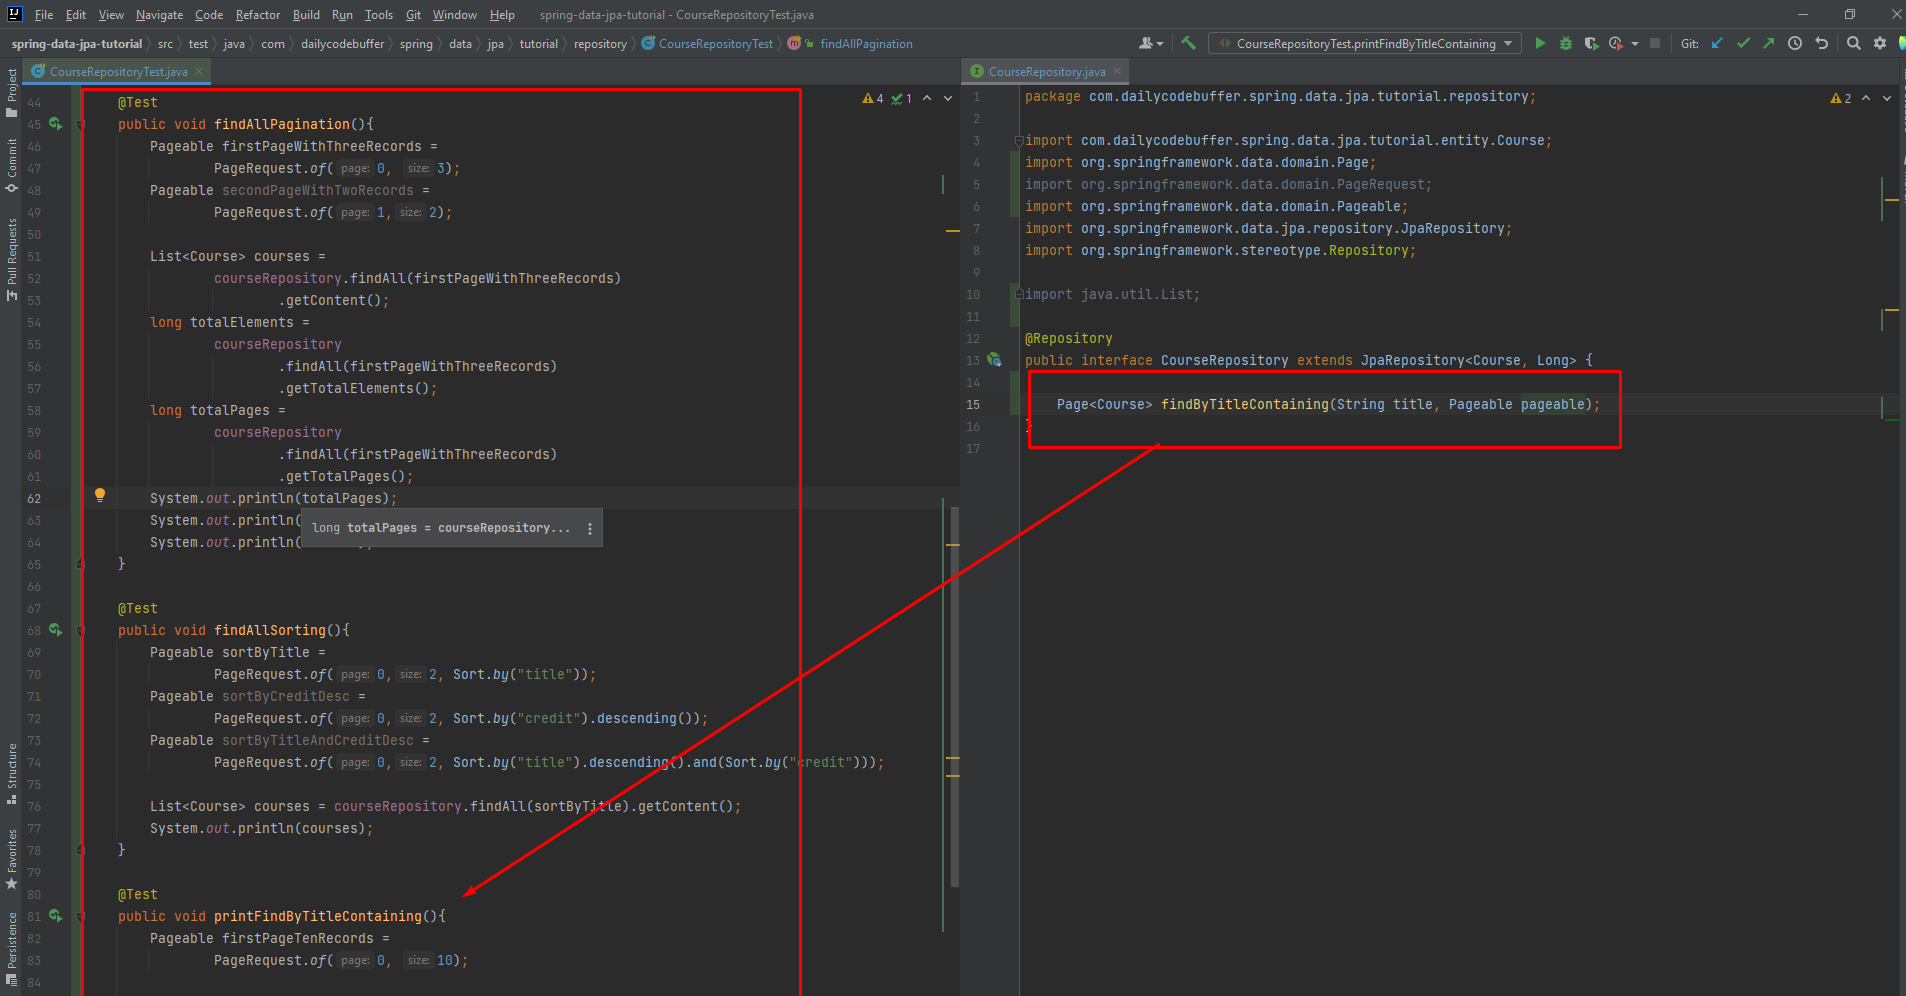 File Edit View Navigate Code Refactor Build Run Tools Git Window Help spring-data-jpa-tutorial - CourseRepositoryTest.java
spring-data-jpa-tutorial src test java com dailycodebuffer spring data jpa tutorial repository CourseRepositoryTest findAllPagination CourseRepositoryTest.printFindByTitleContaining Git:
CourseRepositoryTest.java
Project
Commit
Pull Requests
Structure
Favorites
Persistence
4 1
44 @Test
45 public void findAllPagination(){
46 Pageable firstPageWithThreeRecords =
47 PageRequest.of( page: 0, size: 3);
48 Pageable secondPageWithTwoRecords =
49 PageRequest.of( page: 1, size: 2);
50
51 List<Course> courses =
52 courseRepository.findAll(firstPageWithThreeRecords)
53 .getContent();
54 long totalElements =
55 courseRepository
56 .findAll(firstPageWithThreeRecords)
57 .getTotalElements();
58 long totalPages =
59 courseRepository
60 .findAll(firstPageWithThreeRecords)
61 .getTotalPages();
62 System.out.println(totalPages);
63 System.out.println(
long totalPages = courseRepository...
64 System.out.println( );
65 }
66
67 @Test
68 public void findAllSorting(){
69 Pageable sortByTitle =
70 PageRequest.of( page: 0, size: 2, Sort.by("title"));
71 Pageable sortByCreditDesc =
72 PageRequest.of( page: 0, size: 2, Sort.by("credit").descending());
73 Pageable sortByTitleAndCreditDesc =
74 PageRequest.of( page: 0, size: 2, Sort.by("title").descending().and(Sort.by("credit")));
75
76 List<Course> courses = courseRepository.findAll(sortByTitle).getContent();
77 System.out.println(courses);
78 }
79
80 @Test
81 public void printFindByTitleContaining(){
82 Pageable firstPageTenRecords =
83 PageRequest.of( page: 0, size: 10);
84
CourseRepository.java
2
1 package com.dailycodebuffer.spring.data.jpa.tutorial.repository;
2
3 import com.dailycodebuffer.spring.data.jpa.tutorial.entity.Course;
4 import org.springframework.data.domain.Page;
5 import org.springframework.data.domain.PageRequest;
6 import org.springframework.data.domain.Pageable;
7 import org.springframework.data.jpa.repository.JpaRepository;
8 import org.springframework.stereotype.Repository;
9
10 import java.util.List;
11
12 @Repository
13 public interface CourseRepository extends JpaRepository<Course, Long> {
14
15 Page<Course> findByTitleContaining(String title, Pageable pageable);
16 }
17